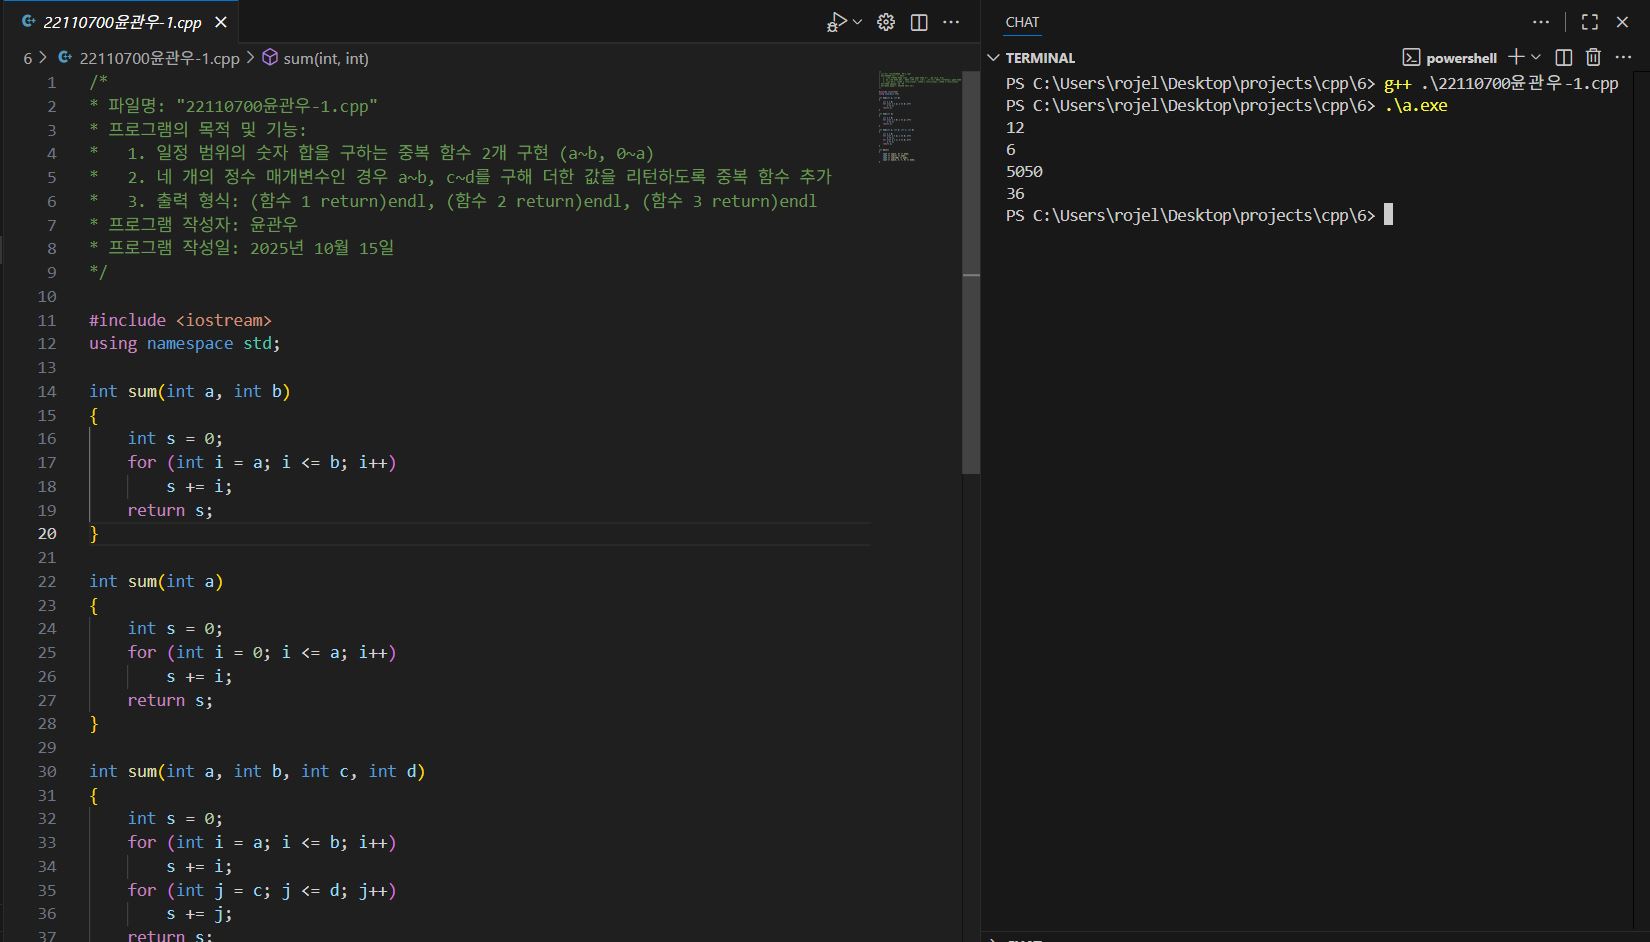 22110700윤관우-1.cpp
6 > 22110700윤관우-1.cpp > sum(int, int)
1 /*
2 * 파일명: "22110700윤관우-1.cpp"
3 * 프로그램의 목적 및 기능:
4 *   1. 일정 범위의 숫자 합을 구하는 중복 함수 2개 구현 (a~b, 0~a)
5 *   2. 네 개의 정수 매개변수인 경우 a~b, c~d를 구해 더한 값을 리턴하도록 중복 함수 추가
6 *   3. 출력 형식: (함수 1 return)endl, (함수 2 return)endl, (함수 3 return)endl
7 * 프로그램 작성자: 윤관우
8 * 프로그램 작성일: 2025년 10월 15일
9 */
10
11 #include <iostream>
12 using namespace std;
13
14 int sum(int a, int b)
15 {
16     int s = 0;
17     for (int i = a; i <= b; i++)
18         s += i;
19     return s;
20 }
21
22 int sum(int a)
23 {
24     int s = 0;
25     for (int i = 0; i <= a; i++)
26         s += i;
27     return s;
28 }
29
30 int sum(int a, int b, int c, int d)
31 {
32     int s = 0;
33     for (int i = a; i <= b; i++)
34         s += i;
35     for (int j = c; j <= d; j++)
36         s += j;
37     return s;
CHAT
TERMINAL
powershell
PS C:\Users\rojel\Desktop\projects\cpp\6> g++ .\22110700윤관우-1.cpp
PS C:\Users\rojel\Desktop\projects\cpp\6> .\a.exe
12
6
5050
36
PS C:\Users\rojel\Desktop\projects\cpp\6>